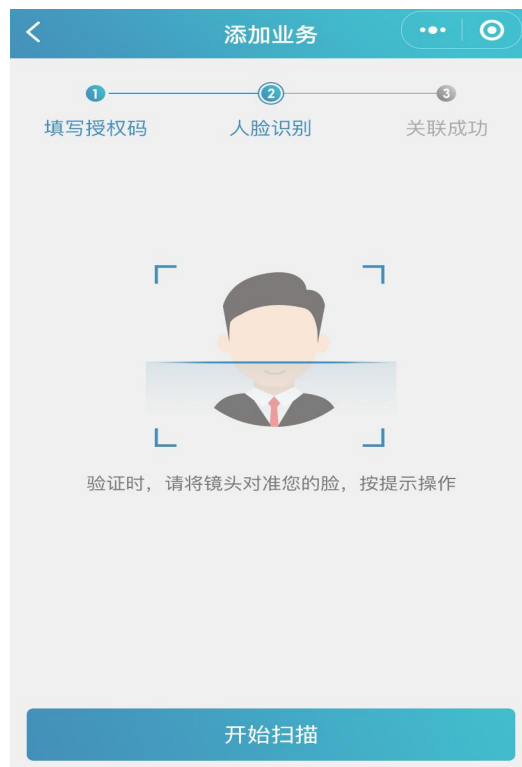 添加业务
1 2 3
填写授权码 人脸识别 关联成功
验证时，请将镜头对准您的脸，按提示操作
开始扫描